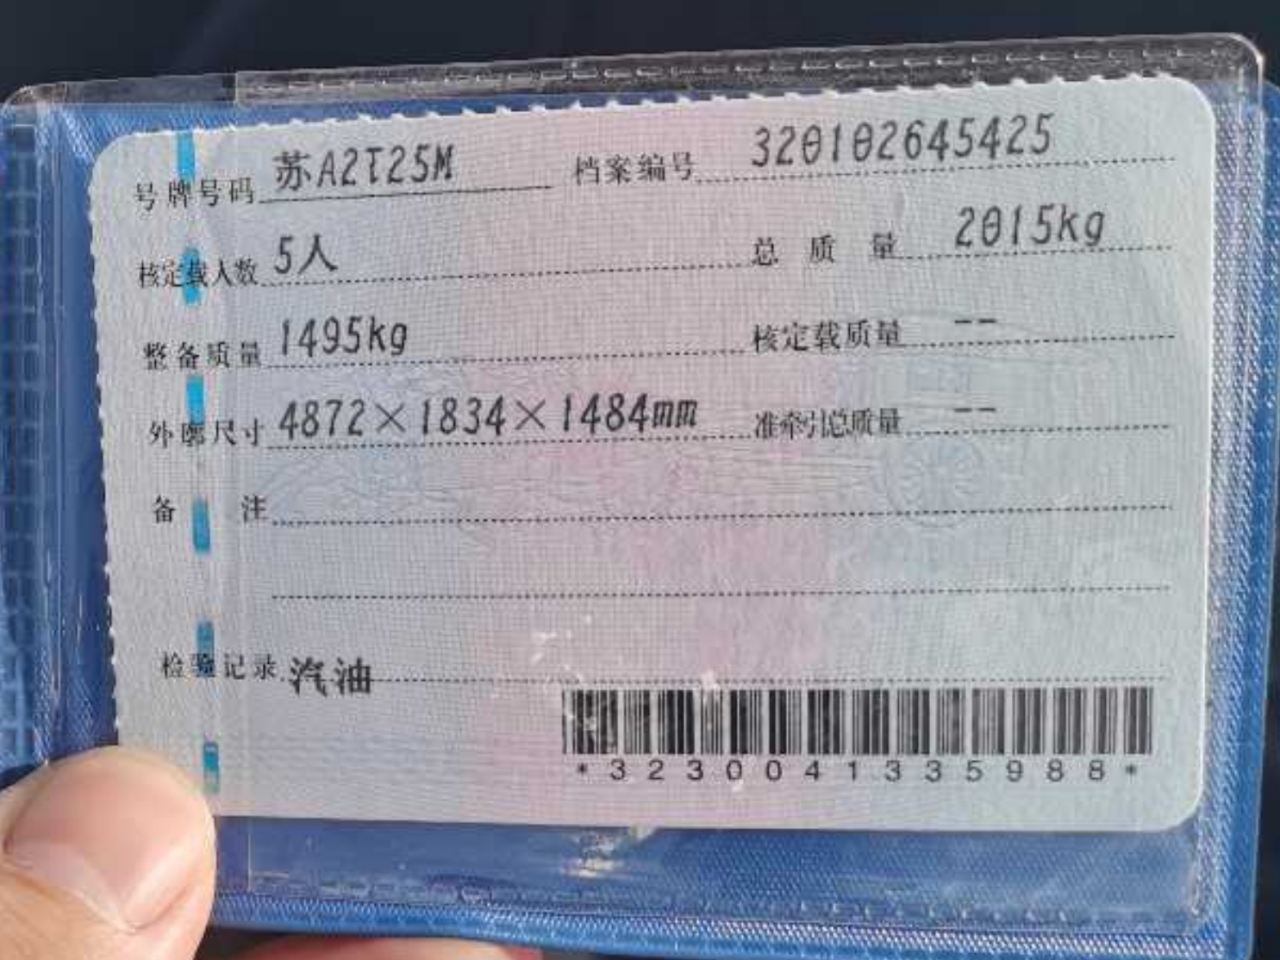 号牌号码 苏A2T25M 档案编号 320102645425
核定载人数 5人 总质量 2015kg
整备质量 1495kg 核定载质量 --
外廓尺寸 4872×1834×1484mm 准牵引总质量 --
备注
检验记录 汽油
*3230041335988*